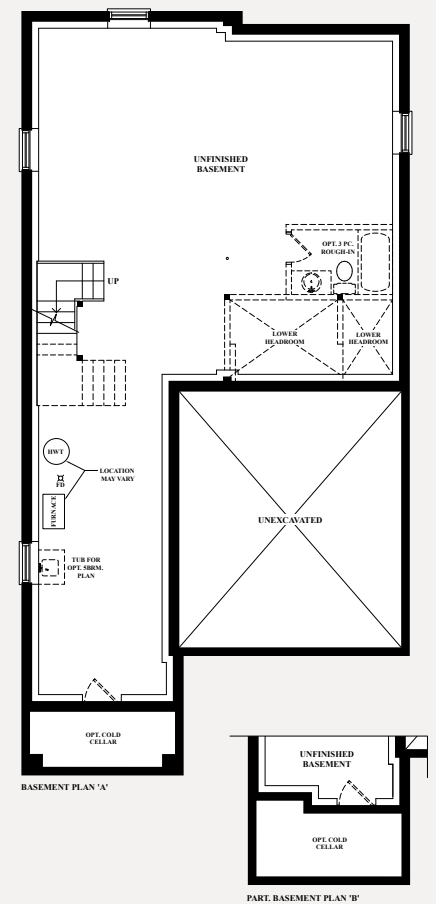 UNFINISHED
BASEMENT
OPT. 3 PC.
ROUGH-IN
UP
LOWER
HEADROOM
LOWER
HEADROOM
HWT
LOCATION
MAY VARY
FD
FURNACE
UNEXCAVATED
TUB FOR
OPT. 5BRM.
PLAN
OPT. COLD
CELLAR
BASEMENT PLAN 'A'
UNFINISHED
BASEMENT
OPT. COLD
CELLAR
PART. BASEMENT PLAN 'B'